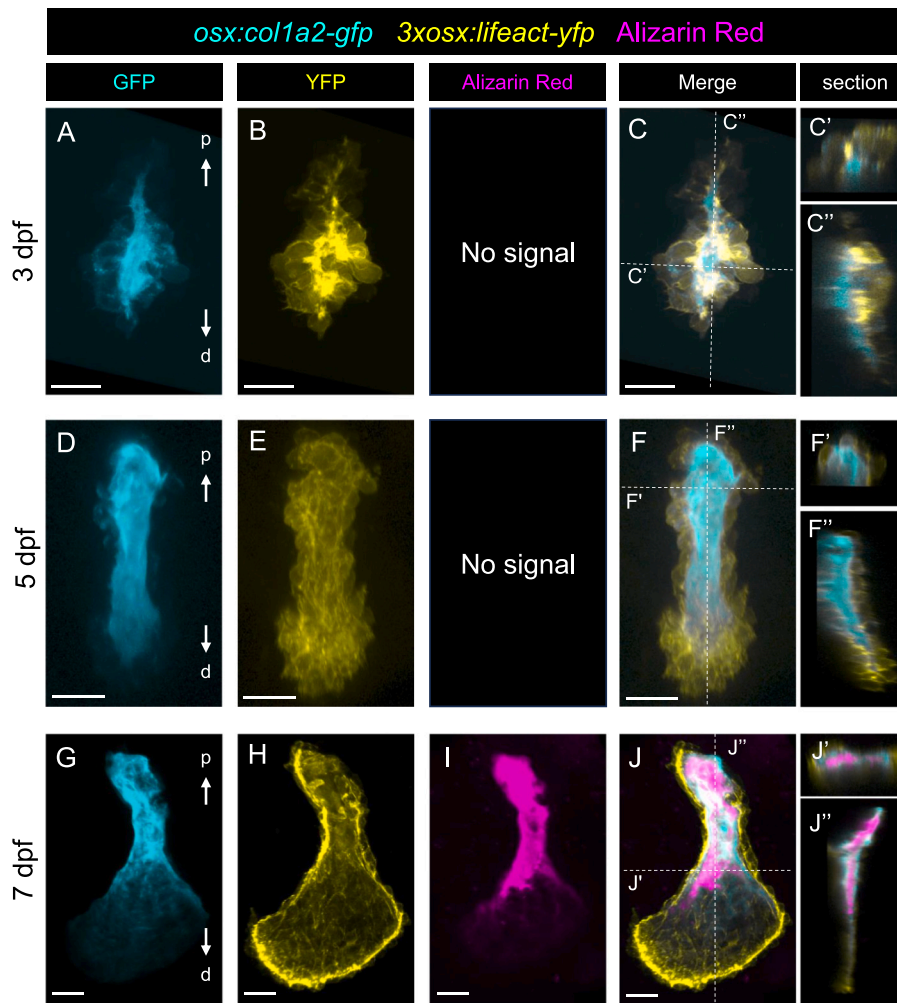 osx:col1a2-gfp 3xosx:lifeact-yfp Alizarin Red
GFP YFP Alizarin Red Merge section
3 dpf
A p d
B
No signal
C C'' C'
C'
C''
5 dpf
D p d
E
No signal
F F'' F'
F'
F''
7 dpf
G p d
H
I
J J'' J'
J'
J''